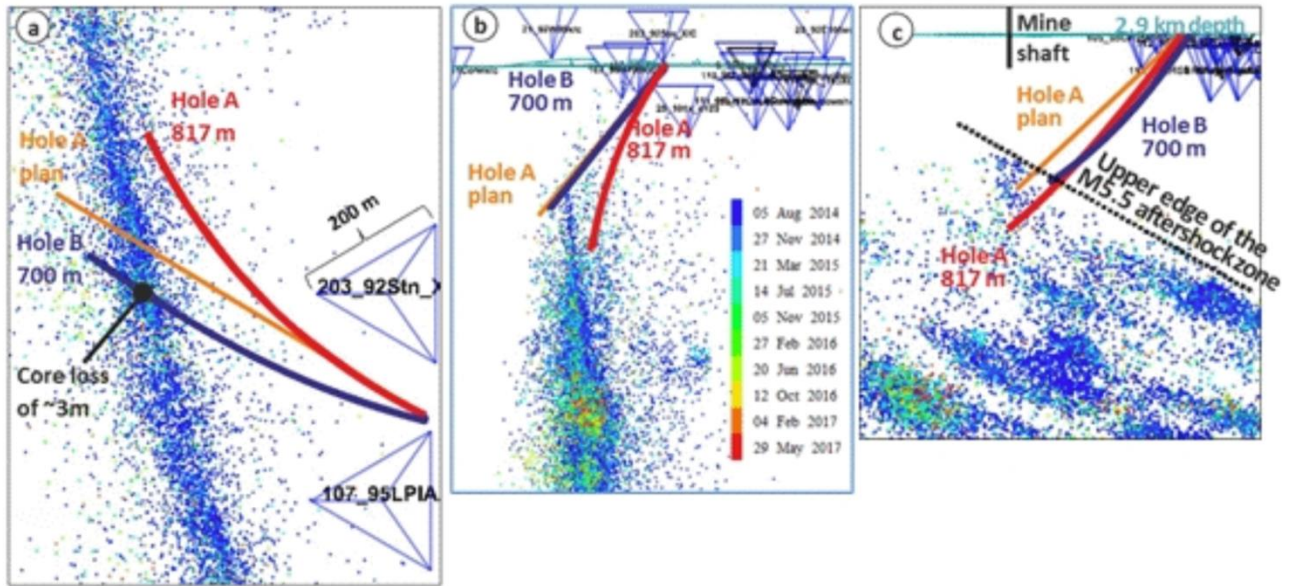 a
Hole A
817 m
Hole A
plan
Hole B
700 m
200 m
203_92Stn_X
Core loss
of ~3m
107_95LPIA
b
Hole B
700 m
Hole A
817 m
Hole A
plan
05 Aug 2014
27 Nov 2014
21 Mar 2015
14 Jul 2015
05 Nov 2015
27 Feb 2016
20 Jun 2016
12 Oct 2016
04 Feb 2017
29 May 2017
c
Mine
shaft
2.9 km depth
Hole A
plan
Hole B
700 m
Upper edge of the
M5.5 aftershock zone
Hole A
817 m